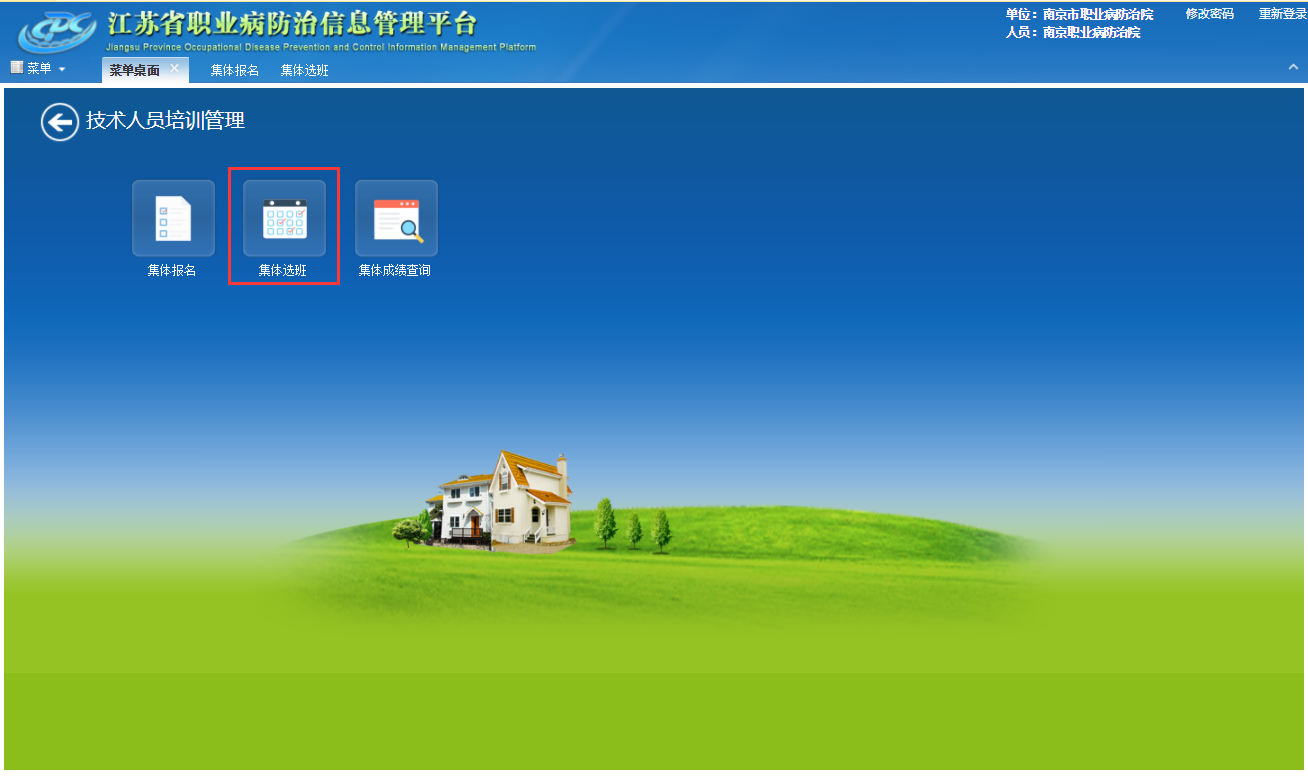 江苏省职业病防治信息管理平台
Jiangsu Province Occupational Disease Prevention and Control Information Management Platform
单位：南京市职业病防治院 修改密码 重新登录
人员：南京职业病防治院
菜单 菜单桌面 集体报名 集体选班
技术人员培训管理
集体报名 集体选班 集体成绩查询